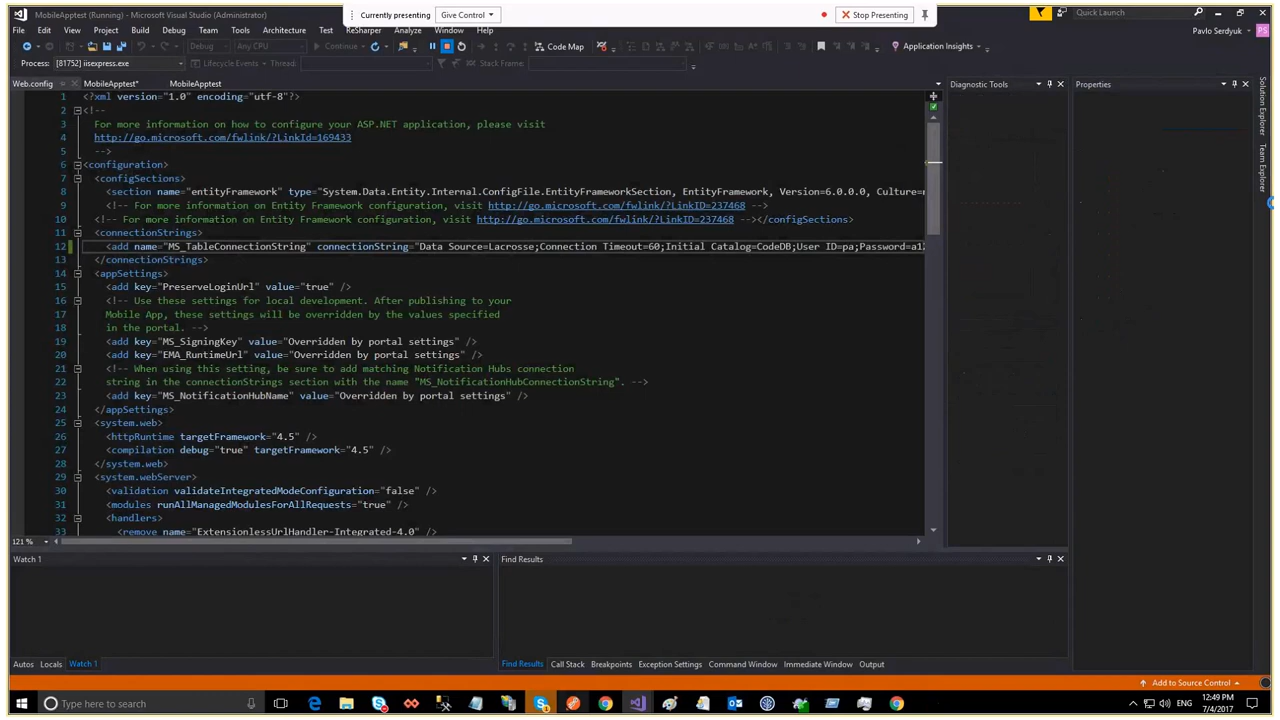 MobileApptest (Running) - Microsoft Visual Studio (Administrator)
Currently presenting Give Control Stop Presenting
Quick Launch
File Edit View Project Build Debug Team Tools Architecture Test ReSharper Analyze Window Help
Pavlo Serdyuk PS
Debug Any CPU Continue Code Map Application Insights
Process: [81752] iisexpress.exe Lifecycle Events Thread: Stack Frame:
Web.config MobileApptest* MobileApptest
Diagnostic Tools
Properties
Solution Explorer
Team Explorer
1 <?xml version="1.0" encoding="utf-8"?>
2 <!--
3 For more information on how to configure your ASP.NET application, please visit
4 http://go.microsoft.com/fwlink/?LinkId=169433
5 -->
6 <configuration>
7 <configSections>
8 <section name="entityFramework" type="System.Data.Entity.Internal.ConfigFile.EntityFrameworkSection, EntityFramework, Version=6.0.0.0, Culture=
9 <!-- For more information on Entity Framework configuration, visit http://go.microsoft.com/fwlink/?LinkID=237468 -->
10 <!-- For more information on Entity Framework configuration, visit http://go.microsoft.com/fwlink/?LinkID=237468 --></configSections>
11 <connectionStrings>
12 <add name="MS_TableConnectionString" connectionString="Data Source=Lacrosse;Connection Timeout=60;Initial Catalog=CodeDB;User ID=pa;Password=a12
13 </connectionStrings>
14 <appSettings>
15 <add key="PreserveLoginUrl" value="true" />
16 <!-- Use these settings for local development. After publishing to your
17 Mobile App, these settings will be overridden by the values specified
18 in the portal. -->
19 <add key="MS_SigningKey" value="Overridden by portal settings" />
20 <add key="EMA_RuntimeUrl" value="Overridden by portal settings" />
21 <!-- When using this setting, be sure to add matching Notification Hubs connection
22 string in the connectionStrings section with the name "MS_NotificationHubConnectionString". -->
23 <add key="MS_NotificationHubName" value="Overridden by portal settings" />
24 </appSettings>
25 <system.web>
26 <httpRuntime targetFramework="4.5" />
27 <compilation debug="true" targetFramework="4.5" />
28 </system.web>
29 <system.webServer>
30 <validation validateIntegratedModeConfiguration="false" />
31 <modules runAllManagedModulesForAllRequests="true" />
32 <handlers>
33 <remove name="ExtensionlessUrlHandler-Integrated-4.0" />
121 %
Watch 1
Find Results
Autos Locals Watch 1
Find Results Call Stack Breakpoints Exception Settings Command Window Immediate Window Output
Add to Source Control
Type here to search
ENG
12:49 PM
7/4/2017